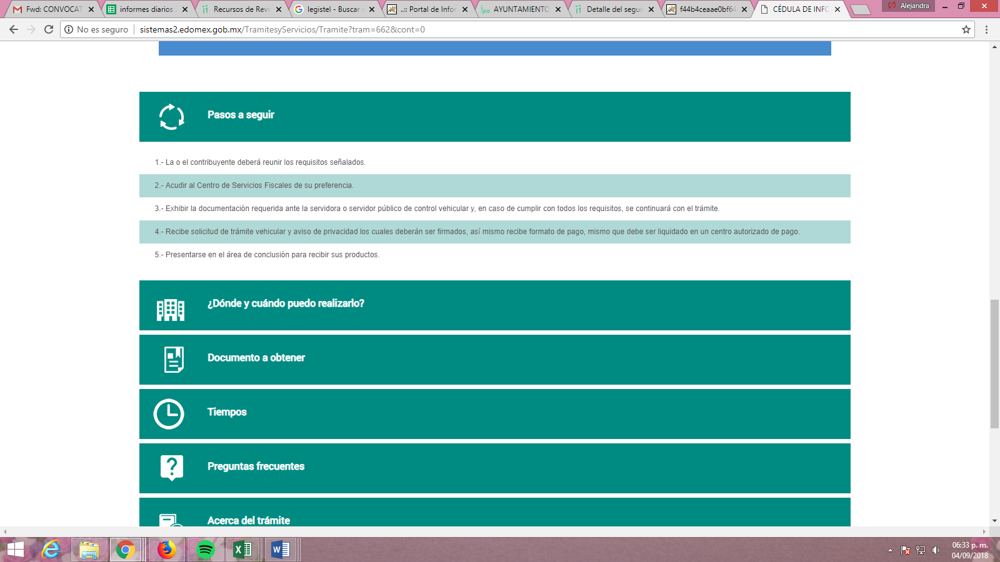 Fwd: CONVOCAT
informes diarios
Recursos de Revi
legistel - Buscar
..:: Portal de Infor
AYUNTAMIENTO
Detalle del segui
f44b4ceaae0bf64
CÉDULA DE INFO
Alejandra
No es seguro
sistemas2.edomex.gob.mx/TramitesyServicios/Tramite?tram=662&cont=0
Pasos a seguir
1.- La o el contribuyente deberá reunir los requisitos señalados.
2.- Acudir al Centro de Servicios Fiscales de su preferencia.
3.- Exhibir la documentación requerida ante la servidora o servidor público de control vehicular y, en caso de cumplir con todos los requisitos, se continuará con el trámite.
4.- Recibe solicitud de trámite vehicular y aviso de privacidad los cuales deberán ser firmados, así mismo recibe formato de pago, mismo que debe ser liquidado en un centro autorizado de pago.
5.- Presentarse en el área de conclusión para recibir sus productos.
¿Dónde y cuándo puedo realizarlo?
Documento a obtener
Tiempos
Preguntas frecuentes
Acerca del trámite
06:33 p. m.
04/09/2018